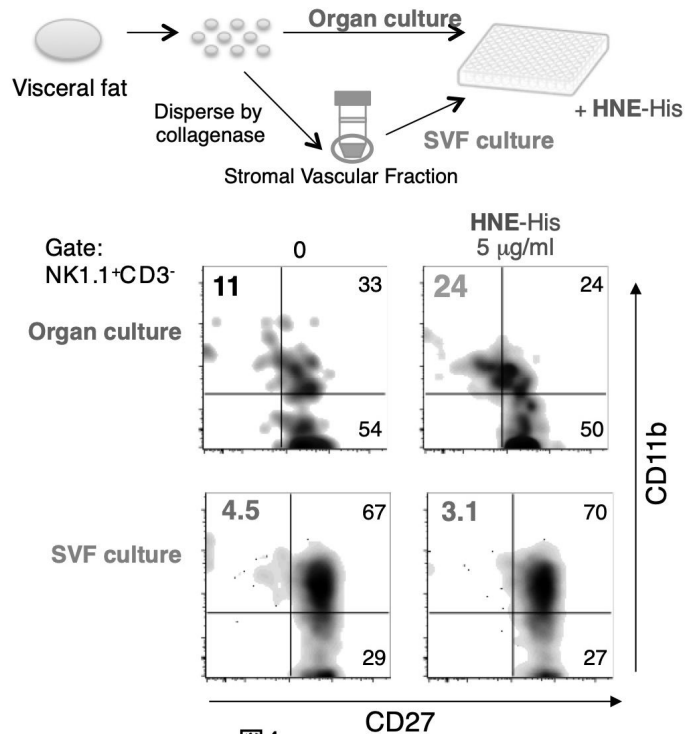 Organ culture
Visceral fat
Disperse by
collagenase
+ HNE-His
SVF culture
Stromal Vascular Fraction
Gate:
NK1.1⁺CD3⁻
0
HNE-His
5 μg/ml
Organ culture
11
33
54
24
24
50
SVF culture
4.5
67
29
3.1
70
27
CD11b
CD27